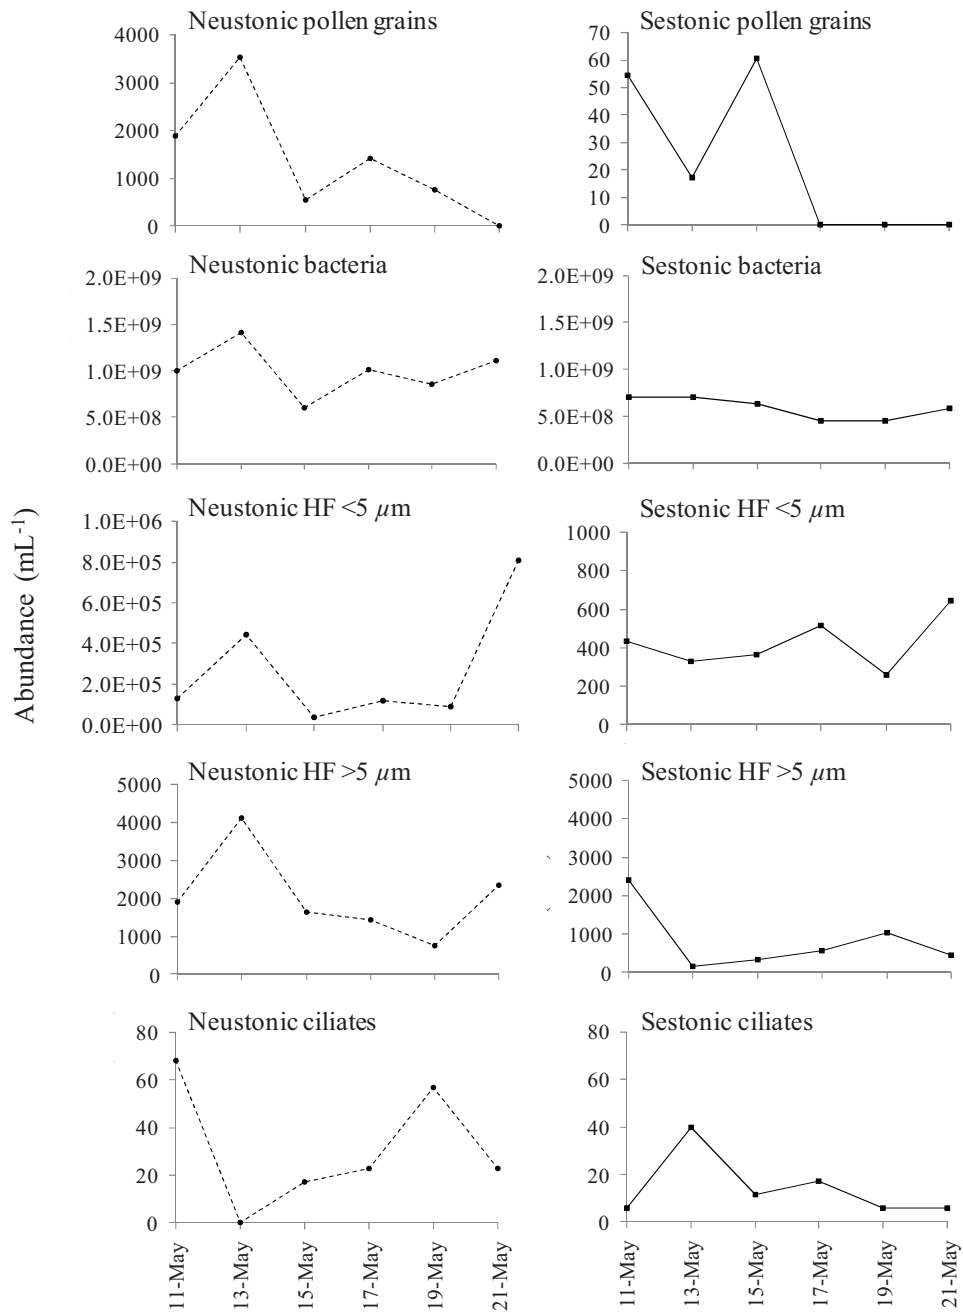 Neustonic pollen grains
4000
3000
2000
1000
0
Sestonic pollen grains
70
60
50
40
30
20
10
0
Neustonic bacteria
2.0E+09
1.5E+09
1.0E+09
5.0E+08
0.0E+00
Sestonic bacteria
2.0E+09
1.5E+09
1.0E+09
5.0E+08
0.0E+00
Abundance (mL⁻¹)
Neustonic HF <5 µm
1.0E+06
8.0E+05
6.0E+05
4.0E+05
2.0E+05
0.0E+00
Sestonic HF <5 µm
1000
800
600
400
200
0
Neustonic HF >5 µm
5000
4000
3000
2000
1000
0
Sestonic HF >5 µm
5000
4000
3000
2000
1000
0
Neustonic ciliates
80
60
40
20
0
11-May
13-May
15-May
17-May
19-May
21-May
Sestonic ciliates
80
60
40
20
0
11-May
13-May
15-May
17-May
19-May
21-May